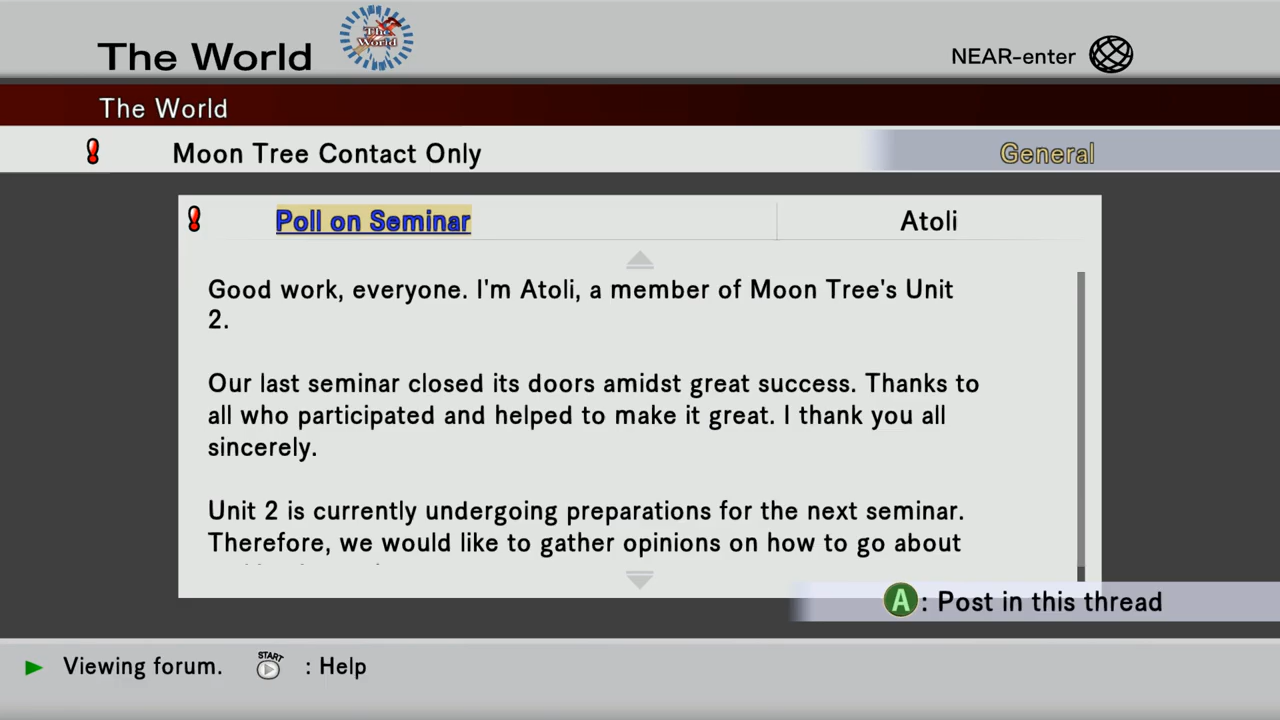 The World
The World
NEAR-enter
The World
Moon Tree Contact Only
General
Poll on Seminar
Atoli
Good work, everyone. I'm Atoli, a member of Moon Tree's Unit
2.
Our last seminar closed its doors amidst great success. Thanks to
all who participated and helped to make it great. I thank you all
sincerely.
Unit 2 is currently undergoing preparations for the next seminar.
Therefore, we would like to gather opinions on how to go about
A : Post in this thread
Viewing forum.
START
: Help